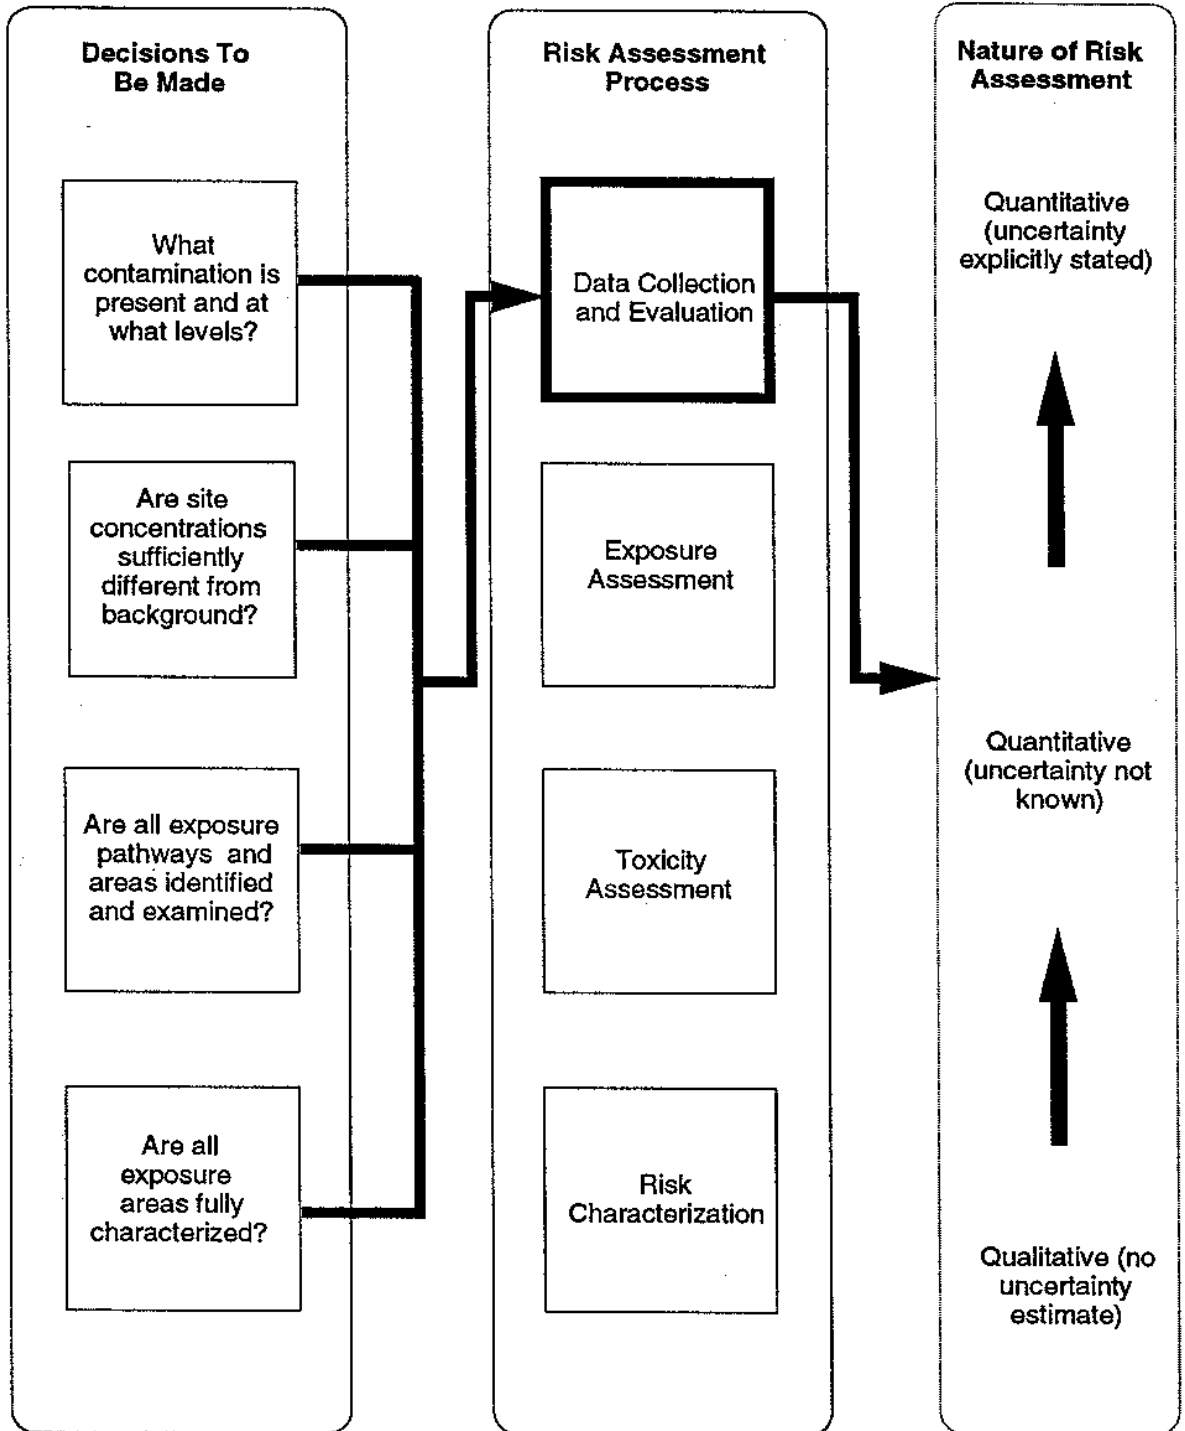 Decisions To
Be Made
What
contamination is
present and at
what levels?
Are site
concentrations
sufficiently
different from
background?
Are all exposure
pathways and
areas identified
and examined?
Are all
exposure
areas fully
characterized?
Risk Assessment
Process
Data Collection
and Evaluation
Exposure
Assessment
Toxicity
Assessment
Risk
Characterization
Nature of Risk
Assessment
Quantitative
(uncertainty
explicitly stated)
Quantitative
(uncertainty not
known)
Qualitative (no
uncertainty
estimate)